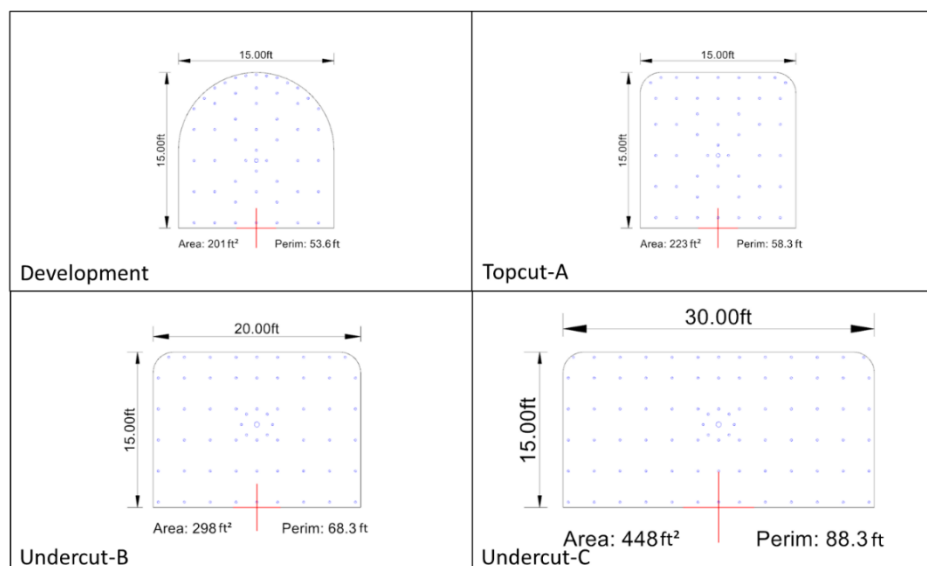 15.00ft
15.00ft
Area: 201 ft² Perim: 53.6 ft
Development
15.00ft
15.00ft
Area: 223 ft² Perim: 58.3 ft
Topcut-A
20.00ft
15.00ft
Area: 298 ft² Perim: 68.3 ft
Undercut-B
30.00ft
15.00ft
Area: 448 ft² Perim: 88.3 ft
Undercut-C